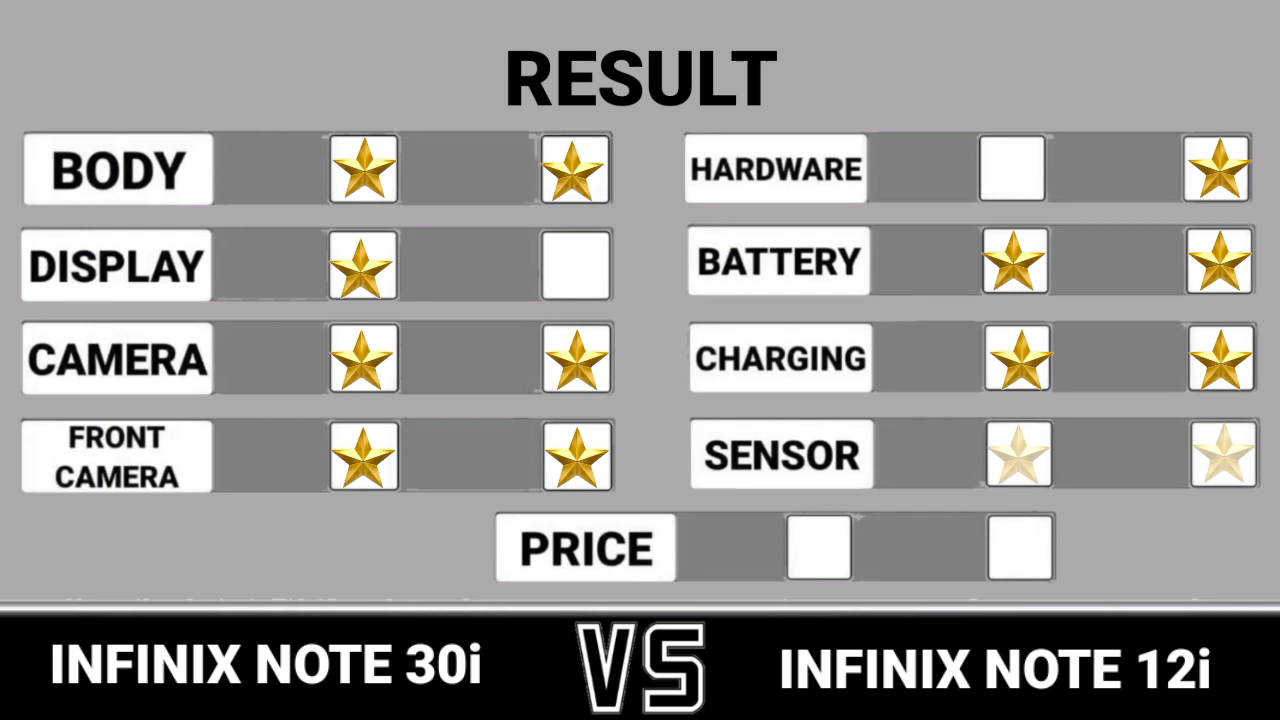 RESULT
BODY
HARDWARE
DISPLAY
BATTERY
CAMERA
CHARGING
FRONT
CAMERA
SENSOR
PRICE
INFINIX NOTE 30i
VS
INFINIX NOTE 12i